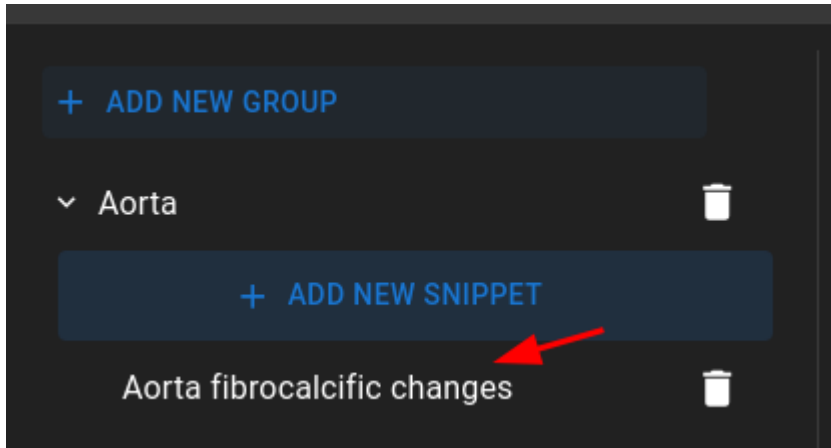 + ADD NEW GROUP
Aorta
+ ADD NEW SNIPPET
Aorta fibrocalcific changes